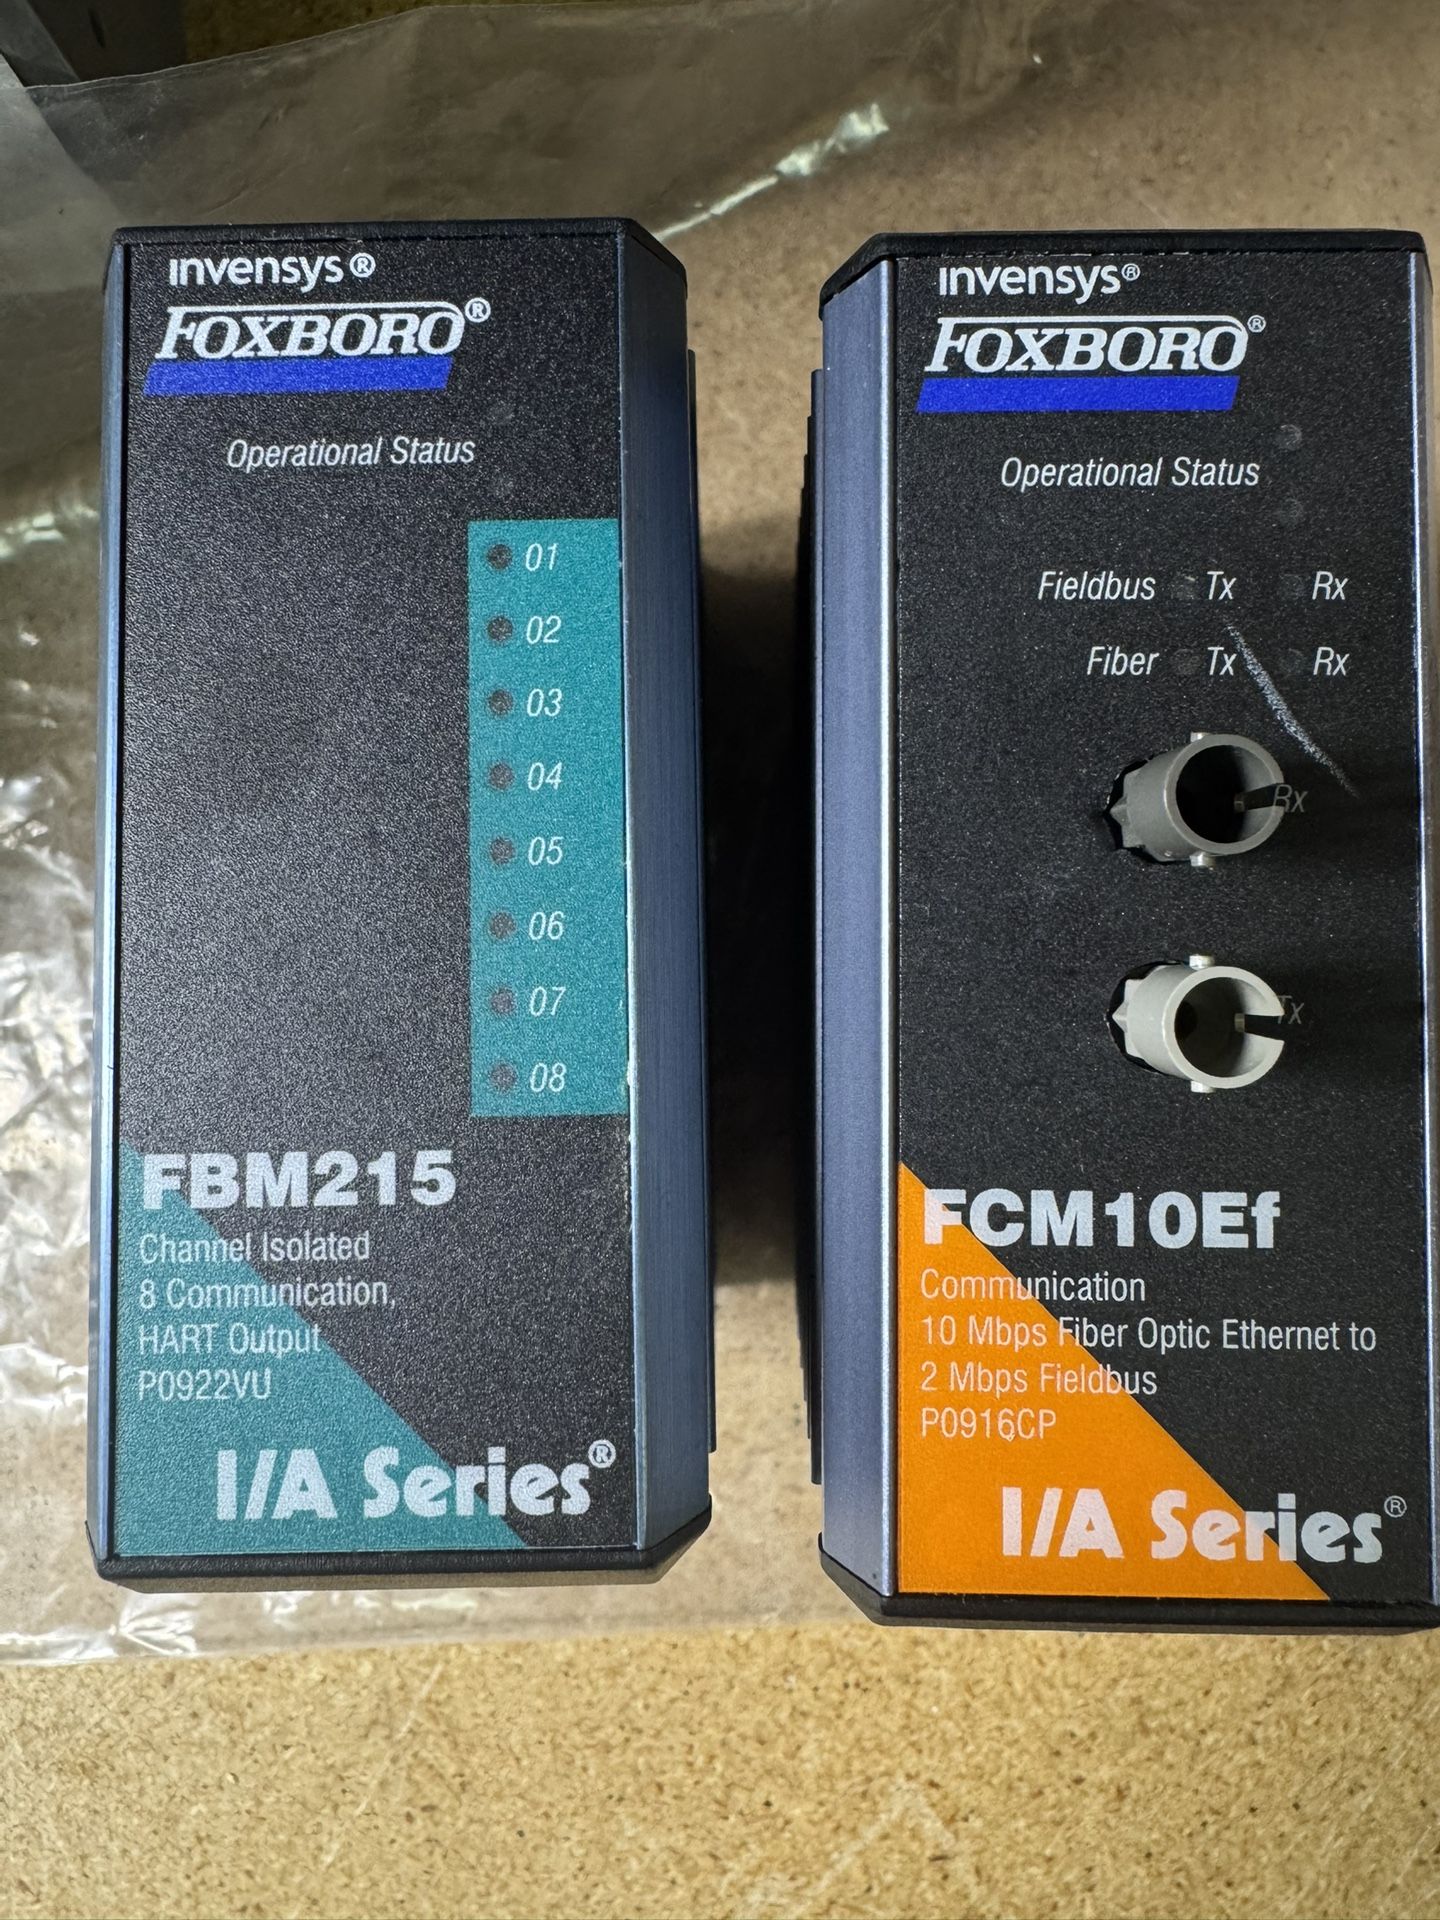 invensys®
FOXBORO®
Operational Status
01
02
03
04
05
06
07
08
FBM215
Channel Isolated
8 Communication,
HART Output
P0922VU
I/A Series®
invensys®
FOXBORO®
Operational Status
Fieldbus Tx Rx
Fiber Tx Rx
Rx
Tx
FCM10Ef
Communication
10 Mbps Fiber Optic Ethernet to
2 Mbps Fieldbus
P0916CP
I/A Series®